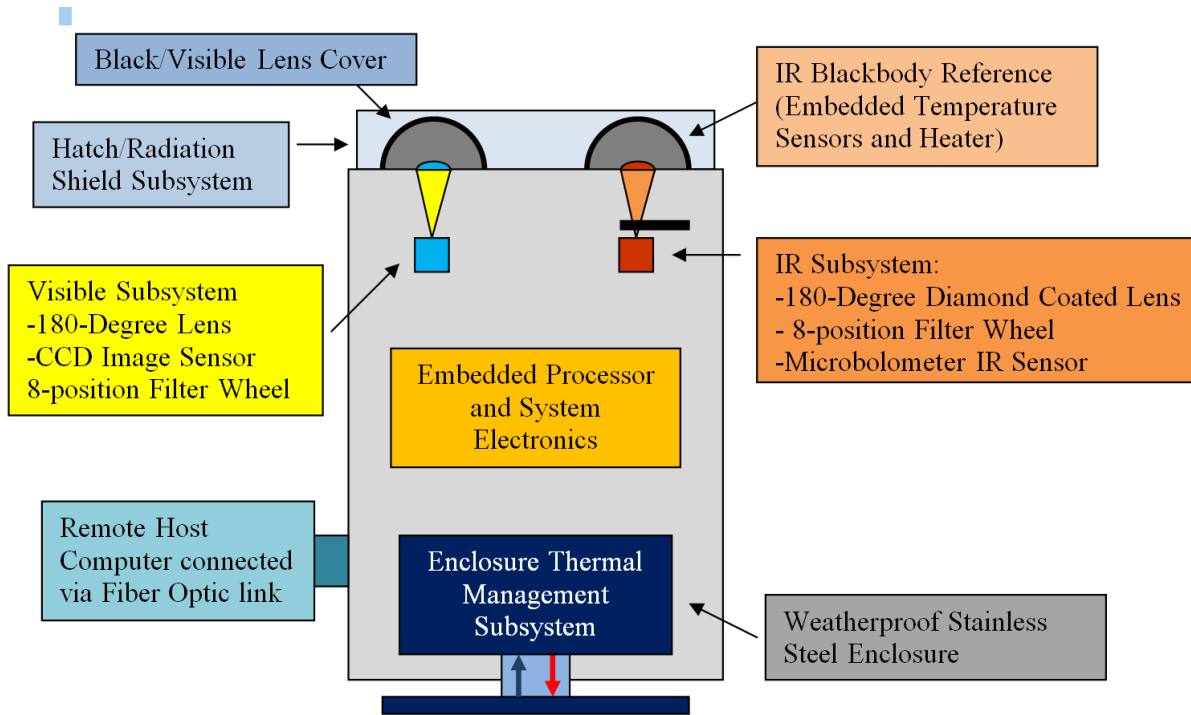 Black/Visible Lens Cover
IR Blackbody Reference
(Embedded Temperature
Sensors and Heater)
Hatch/Radiation
Shield Subsystem
Visible Subsystem
-180-Degree Lens
-CCD Image Sensor
8-position Filter Wheel
IR Subsystem:
-180-Degree Diamond Coated Lens
- 8-position Filter Wheel
-Microbolometer IR Sensor
Embedded Processor
and System
Electronics
Remote Host
Computer connected
via Fiber Optic link
Enclosure Thermal
Management
Subsystem
Weatherproof Stainless
Steel Enclosure